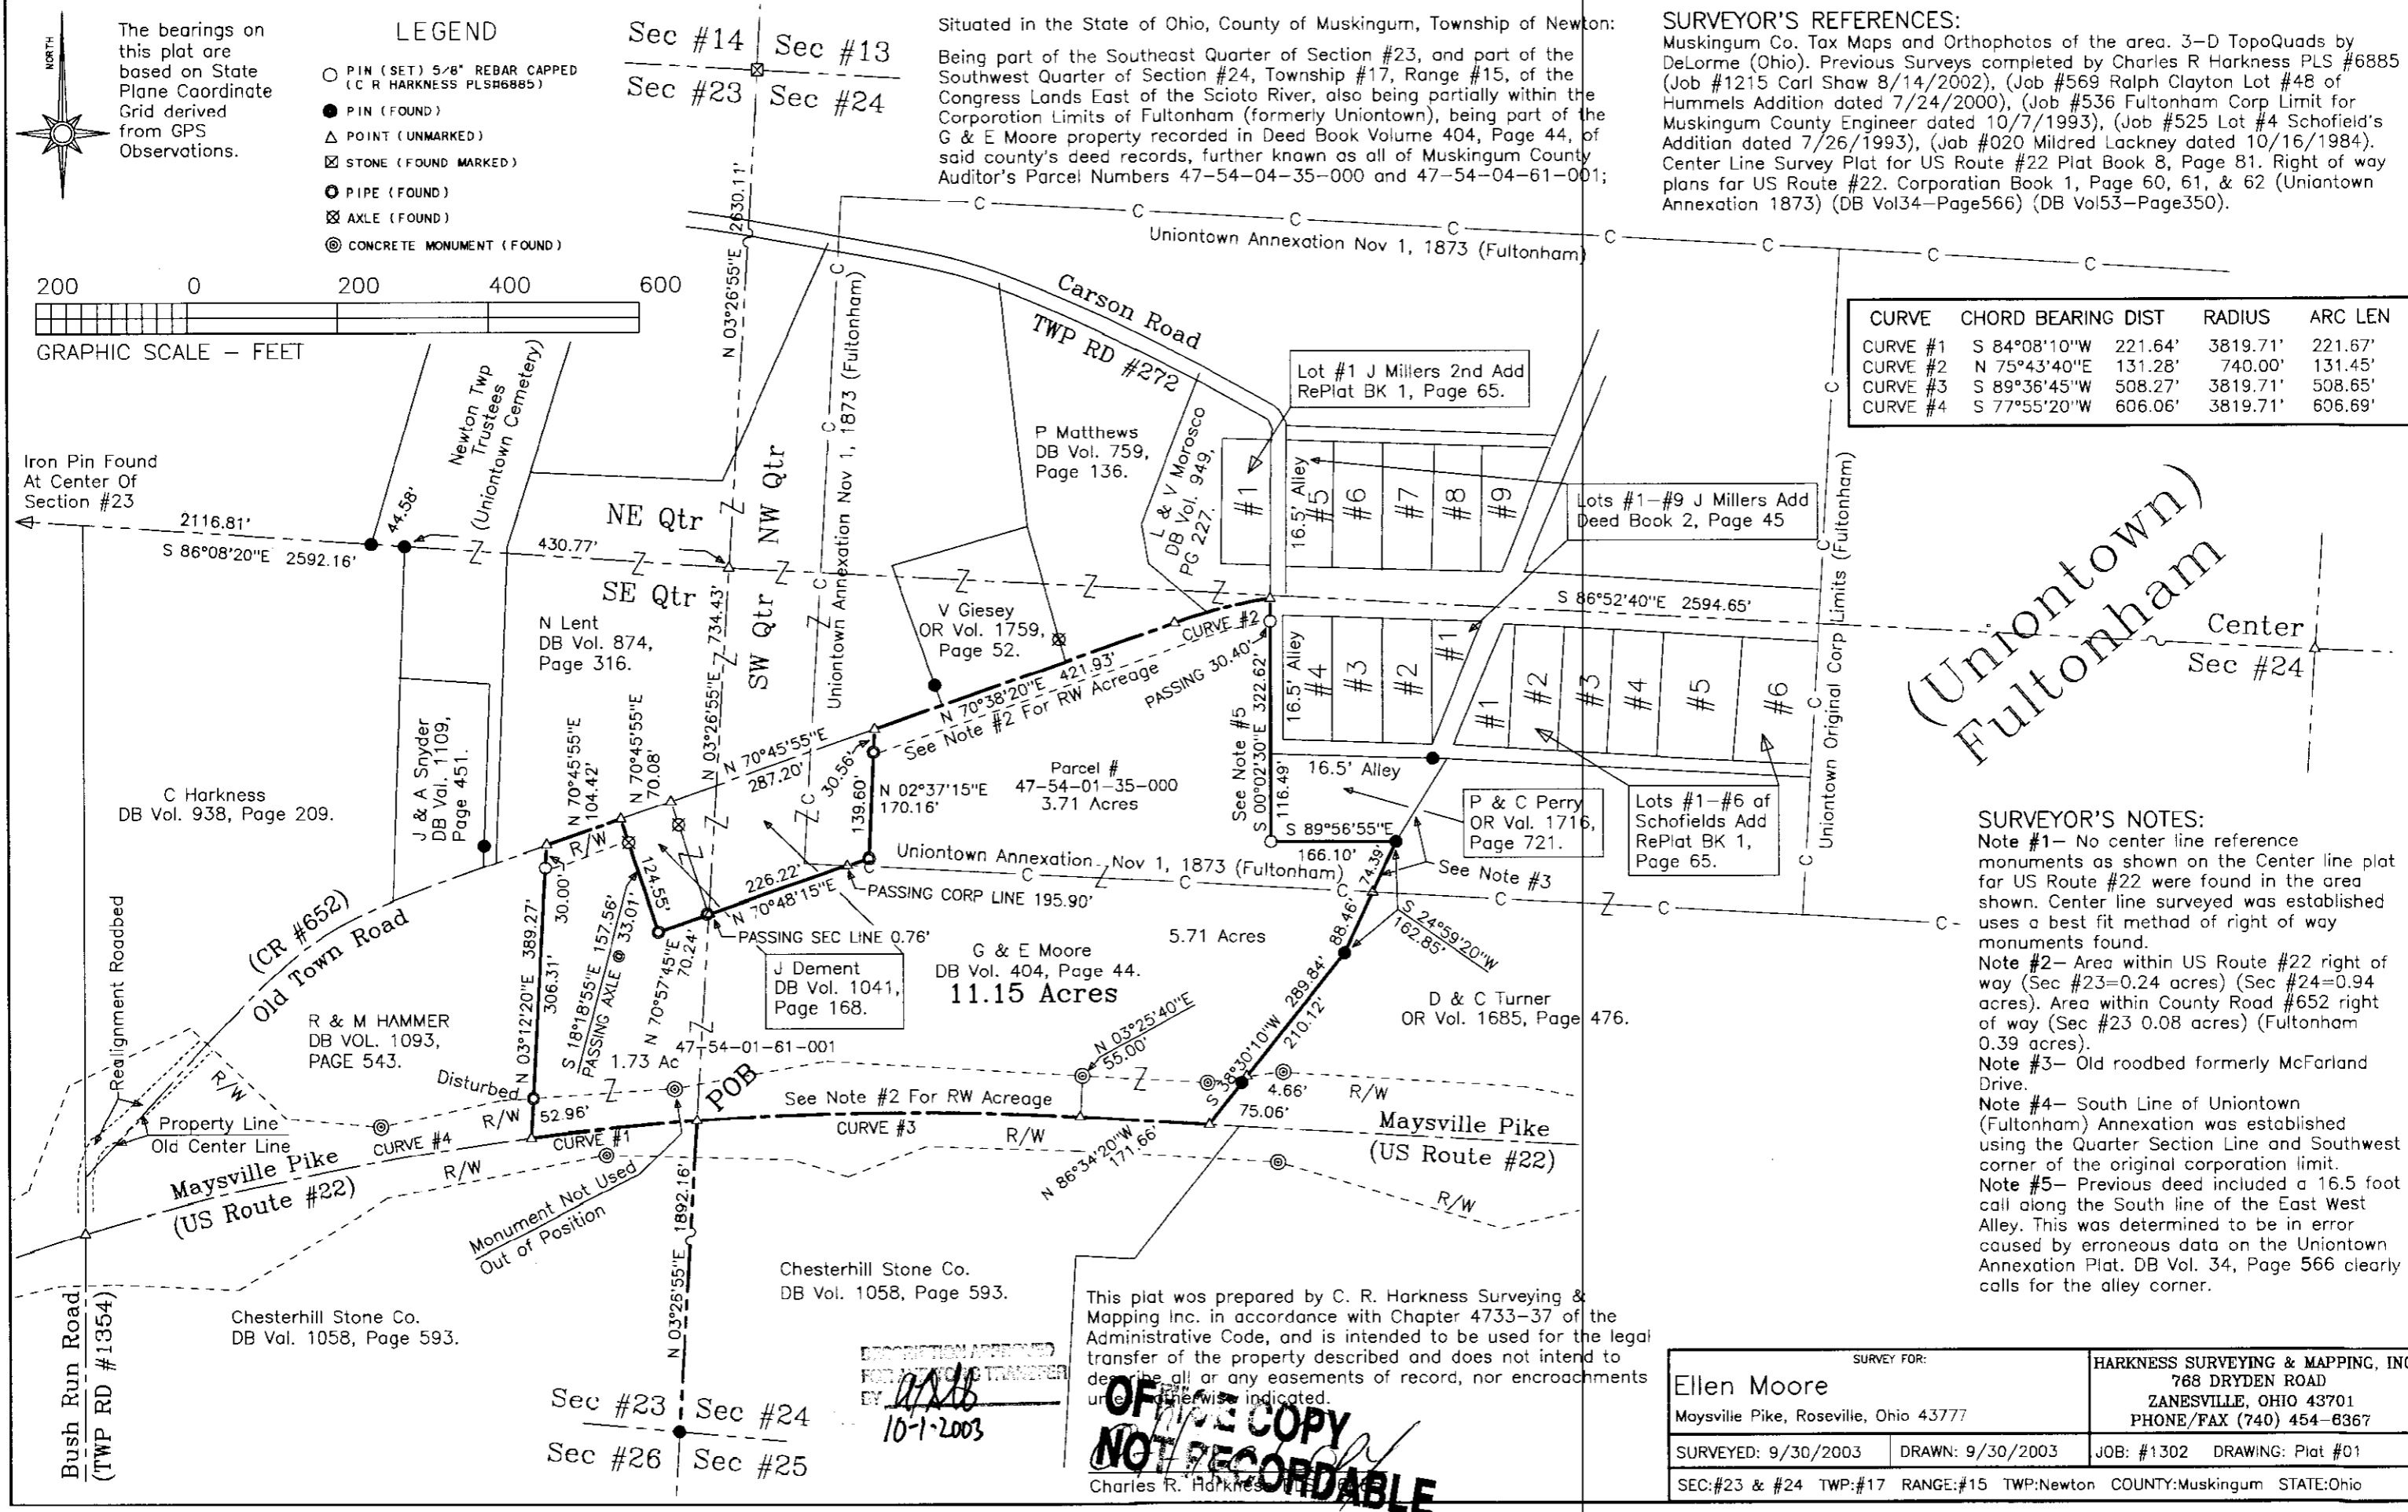 NORTH
The bearings on
this plat are
based on State
Plane Coordinate
Grid derived
from GPS
Observations.
LEGEND
PIN (SET) 5/8" REBAR CAPPED
(C R HARKNESS PLS#6885)
PIN (FOUND)
POINT (UNMARKED)
STONE (FOUND MARKED)
PIPE (FOUND)
AXLE (FOUND)
CONCRETE MONUMENT (FOUND)
200 0 200 400 600
GRAPHIC SCALE – FEET
Sec #14 Sec #13
Sec #23 Sec #24
Situated in the State of Ohio, County of Muskingum, Township of Newton:
Being part of the Southeast Quarter of Section #23, and part of the
Southwest Quarter of Section #24, Township #17, Range #15, of the
Congress Lands East of the Scioto River, also being partially within the
Corporation Limits of Fultonham (formerly Uniontown), being part of the
G & E Moore property recorded in Deed Book Volume 404, Page 44, of
said county's deed records, further known as all of Muskingum County
Auditor's Parcel Numbers 47-54-04-35-000 and 47-54-04-61-001;
SURVEYOR'S REFERENCES:
Muskingum Co. Tax Maps and Orthophotos of the area. 3-D TopoQuads by
DeLorme (Ohio). Previous Surveys completed by Charles R Harkness PLS #6885
(Job #1215 Carl Shaw 8/14/2002), (Job #569 Ralph Clayton Lot #48 of
Hummels Addition dated 7/24/2000), (Job #536 Fultonham Corp Limit for
Muskingum County Engineer dated 10/7/1993), (Job #525 Lot #4 Schofield's
Addition dated 7/26/1993), (Job #020 Mildred Lackney dated 10/16/1984).
Center Line Survey Plat for US Route #22 Plat Book 8, Page 81. Right of way
plans for US Route #22. Corporation Book 1, Page 60, 61, & 62 (Uniontown
Annexation 1873) (DB Vol34-Page566) (DB Vol53-Page350).
CURVE CHORD BEARING DIST RADIUS ARC LEN
CURVE #1 S 84°08'10"W 221.64' 3819.71' 221.67'
CURVE #2 N 75°43'40"E 131.28' 740.00' 131.45'
CURVE #3 S 89°36'45"W 508.27' 3819.71' 508.65'
CURVE #4 S 77°55'20"W 606.06' 3819.71' 606.69'
N 03°26'55"E 2630.11'
Uniontown Annexation Nov 1, 1873 (Fultonham)
Carson Road
TWP RD #272
Uniontown Annexation Nov 1, 1873 (Fultonham)
Newton Twp
Trustees
(Uniontown Cemetery)
Iron Pin Found
At Center Of
Section #23
2116.81'
S 86°08'20"E 2592.16'
44.58'
430.77'
NE Qtr
NW Qtr
SE Qtr
SW Qtr
P Matthews
DB Vol. 759,
Page 136.
L & V Morosco
DB Vol. 949,
PG 227.
Lot #1 J Millers 2nd Add
RePlat BK 1, Page 65.
#1
16.5' Alley
#5 #6 #7 #8 #9
Lots #1-#9 J Millers Add
Deed Book 2, Page 45
Uniontown Original Corp Limits (Fultonham)
(Uniontown)
Fultonham
S 86°52'40"E 2594.65'
Center
Sec #24
N Lent
DB Vol. 874,
Page 316.
V Giesey
OR Vol. 1759,
Page 52.
N 03°26'55"E 734.43'
16.5' Alley
#4 #3 #2 #1
#1 #2 #3 #4 #5 #6
CURVE #2
N 70°38'20"E 421.93'
See Note #2 For RW Acreage
PASSING 30.40'
See Note #5
S 00°02'30"E 322.62'
116.49'
J & A Snyder
DB Vol. 1109,
Page 451.
C Harkness
DB Vol. 938, Page 209.
N 70°45'55"E
104.42'
N 70°45'55"E
70.08'
N 70°45'55"E
287.20'
30.56'
139.60'
N 02°37'15"E
170.16'
Parcel #
47-54-01-35-000
3.71 Acres
16.5' Alley
P & C Perry
OR Vol. 1716,
Page 721.
Lots #1-#6 of
Schofields Add
RePlat BK 1,
Page 65.
S 89°56'55"E
166.10'
See Note #3
74.39'
88.46'
S 24°59'20"W
162.85'
Uniontown Annexation, Nov 1, 1873 (Fultonham)
PASSING CORP LINE 195.90'
226.22'
N 70°48'15"E
PASSING SEC LINE 0.76'
R/W
30.00'
N 03°12'20"E 389.27'
306.31'
124.55'
S 18°18'55"E 157.56'
PASSING AXLE @ 33.01'
N 70°57'45"E
70.24'
J Dement
DB Vol. 1041,
Page 168.
G & E Moore
DB Vol. 404, Page 44.
11.15 Acres
5.71 Acres
D & C Turner
OR Vol. 1685, Page 476.
S 38°30'10"W 289.84'
210.12'
4.66'
75.06'
N 03°25'40"E
55.00'
(CR #652)
Old Town Road
Realignment Roadbed
R & M HAMMER
DB VOL. 1093,
PAGE 543.
47-54-01-61-001
1.73 Ac
POB
Disturbed
R/W
52.96'
R/W
Property Line
Old Center Line
CURVE #4
CURVE #1
See Note #2 For RW Acreage
CURVE #3
R/W
R/W
Maysville Pike
(US Route #22)
N 86°34'20"W
171.66'
R/W
Maysville Pike
(US Route #22)
R/W
Monument Not Used
Out of Position
N 03°26'55"E 1892.16'
Bush Run Road
(TWP RD #1354)
Chesterhill Stone Co.
DB Vol. 1058, Page 593.
Chesterhill Stone Co.
DB Vol. 1058, Page 593.
Sec #23 Sec #24
Sec #26 Sec #25
DESCRIPTION APPROVED
FOR AUDITORS TRANSFER
BY
10-1-2003
This plat was prepared by C. R. Harkness Surveying &
Mapping Inc. in accordance with Chapter 4733-37 of the
Administrative Code, and is intended to be used for the legal
transfer of the property described and does not intend to
describe all or any easements of record, nor encroachments
unless otherwise indicated.
OFFICE COPY
NOT RECORDABLE
Charles R. Harkness
SURVEYOR'S NOTES:
Note #1- No center line reference
monuments as shown on the Center line plat
for US Route #22 were found in the area
shown. Center line surveyed was established
uses a best fit method of right of way
monuments found.
Note #2- Area within US Route #22 right of
way (Sec #23=0.24 acres) (Sec #24=0.94
acres). Area within County Road #652 right
of way (Sec #23 0.08 acres) (Fultonham
0.39 acres).
Note #3- Old roodbed formerly McFarland
Drive.
Note #4- South Line of Uniontown
(Fultonham) Annexation was established
using the Quarter Section Line and Southwest
corner of the original corporation limit.
Note #5- Previous deed included a 16.5 foot
call along the South line of the East West
Alley. This was determined to be in error
caused by erroneous data on the Uniontown
Annexation Plat. DB Vol. 34, Page 566 clearly
calls for the alley corner.
SURVEY FOR:
Ellen Moore
Maysville Pike, Roseville, Ohio 43777
HARKNESS SURVEYING & MAPPING, INC
768 DRYDEN ROAD
ZANESVILLE, OHIO 43701
PHONE/FAX (740) 454-6367
SURVEYED: 9/30/2003 DRAWN: 9/30/2003 JOB: #1302 DRAWING: Plat #01
SEC:#23 & #24 TWP:#17 RANGE:#15 TWP:Newton COUNTY:Muskingum STATE:Ohio